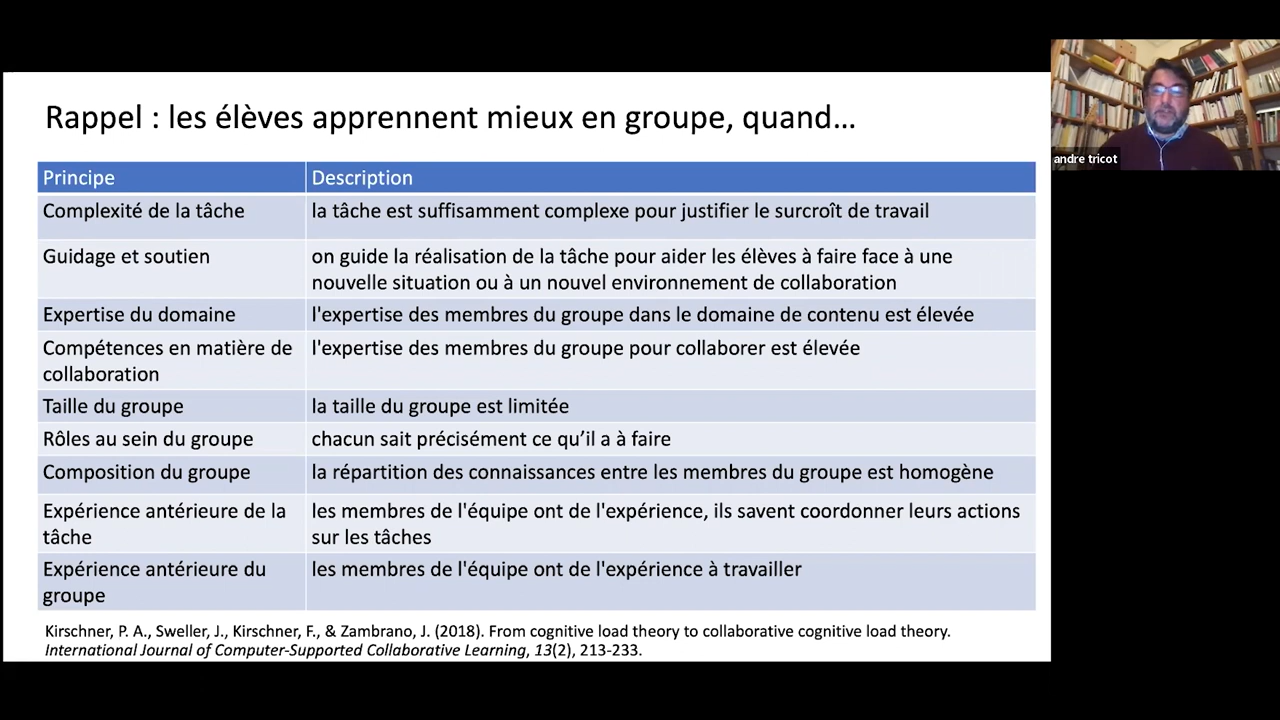 Rappel : les élèves apprennent mieux en groupe, quand…
Principe
Description
Complexité de la tâche
la tâche est suffisamment complexe pour justifier le surcroît de travail
Guidage et soutien
on guide la réalisation de la tâche pour aider les élèves à faire face à une
nouvelle situation ou à un nouvel environnement de collaboration
Expertise du domaine
l'expertise des membres du groupe dans le domaine de contenu est élevée
Compétences en matière de
collaboration
l'expertise des membres du groupe pour collaborer est élevée
Taille du groupe
la taille du groupe est limitée
Rôles au sein du groupe
chacun sait précisément ce qu’il a à faire
Composition du groupe
la répartition des connaissances entre les membres du groupe est homogène
Expérience antérieure de la
tâche
les membres de l'équipe ont de l'expérience, ils savent coordonner leurs actions
sur les tâches
Expérience antérieure du
groupe
les membres de l'équipe ont de l'expérience à travailler
Kirschner, P. A., Sweller, J., Kirschner, F., & Zambrano, J. (2018). From cognitive load theory to collaborative cognitive load theory.
International Journal of Computer-Supported Collaborative Learning, 13(2), 213-233.
andre tricot